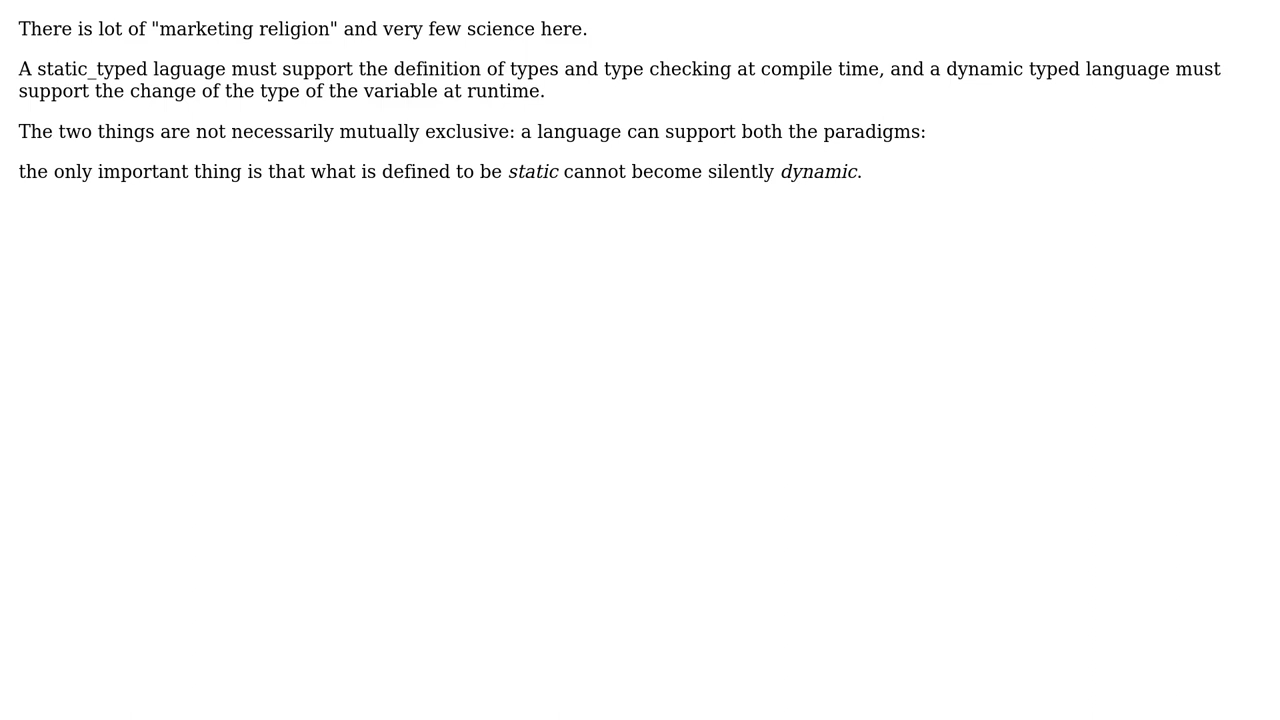 There is lot of "marketing religion" and very few science here.
A static_typed laguage must support the definition of types and type checking at compile time, and a dynamic typed language must
support the change of the type of the variable at runtime.
The two things are not necessarily mutually exclusive: a language can support both the paradigms:
the only important thing is that what is defined to be static cannot become silently dynamic.